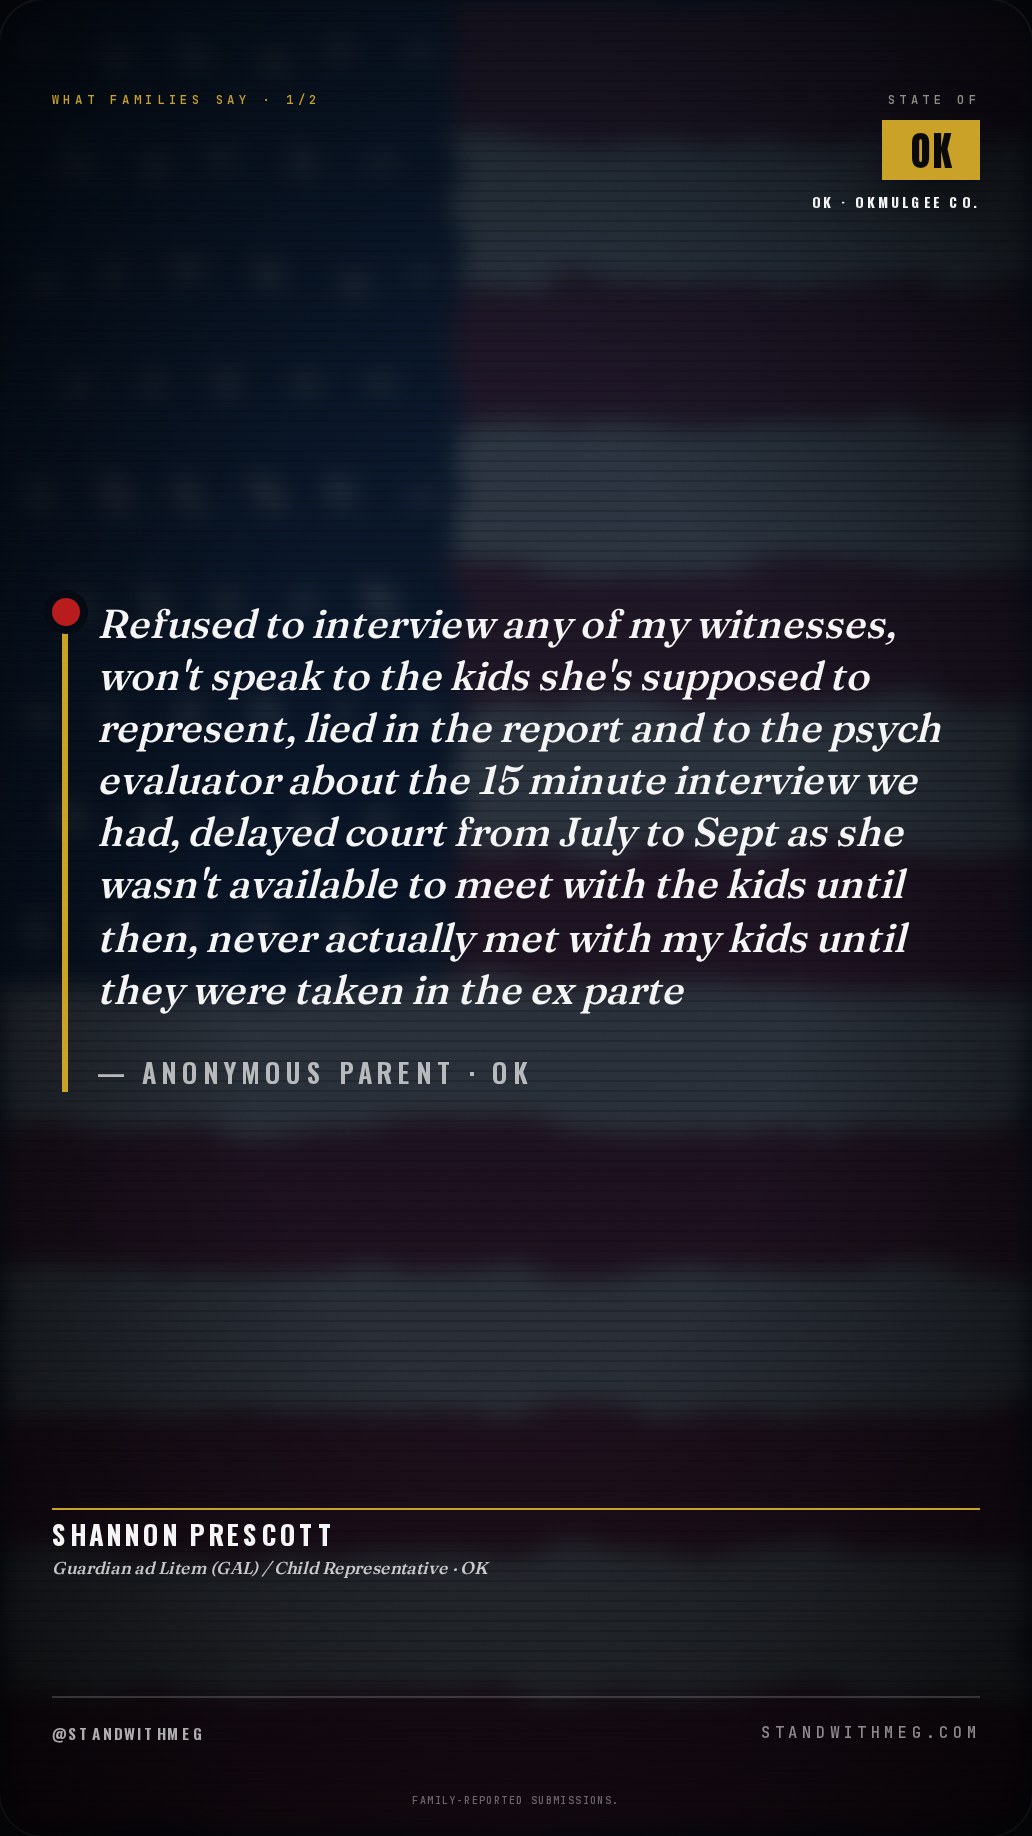 WHAT FAMILIES SAY · 1/2
STATE OF
OK
OK · OKMULGEE CO.
Refused to interview any of my witnesses,
won't speak to the kids she's supposed to
represent, lied in the report and to the psych
evaluator about the 15 minute interview we
had, delayed court from July to Sept as she
wasn't available to meet with the kids until
then, never actually met with my kids until
they were taken in the ex parte
— ANONYMOUS PARENT · OK
SHANNON PRESCOTT
Guardian ad Litem (GAL) / Child Representative · OK
@STANDWITHMEG
STANDWITHMEG.COM
FAMILY-REPORTED SUBMISSIONS.